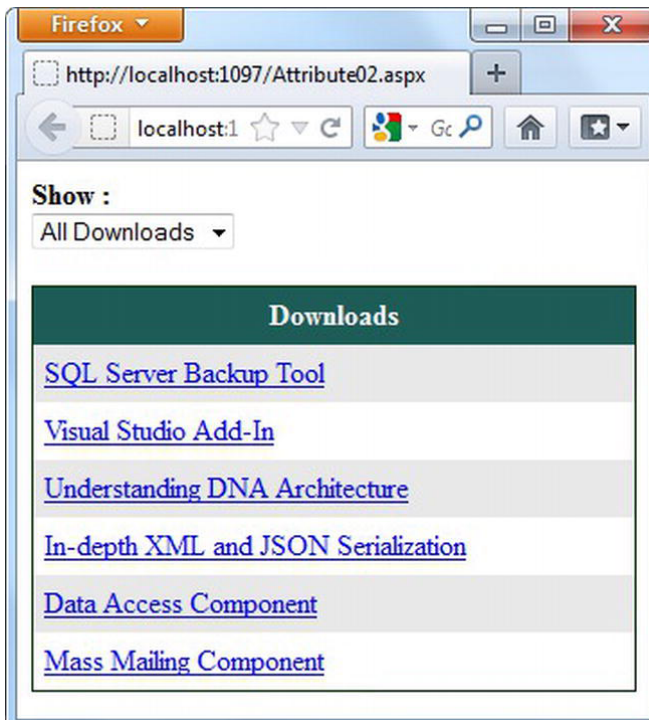 Firefox
http://localhost:1097/Attribute02.aspx
localhost:1
Go
Show :
All Downloads
Downloads
SQL Server Backup Tool
Visual Studio Add-In
Understanding DNA Architecture
In-depth XML and JSON Serialization
Data Access Component
Mass Mailing Component